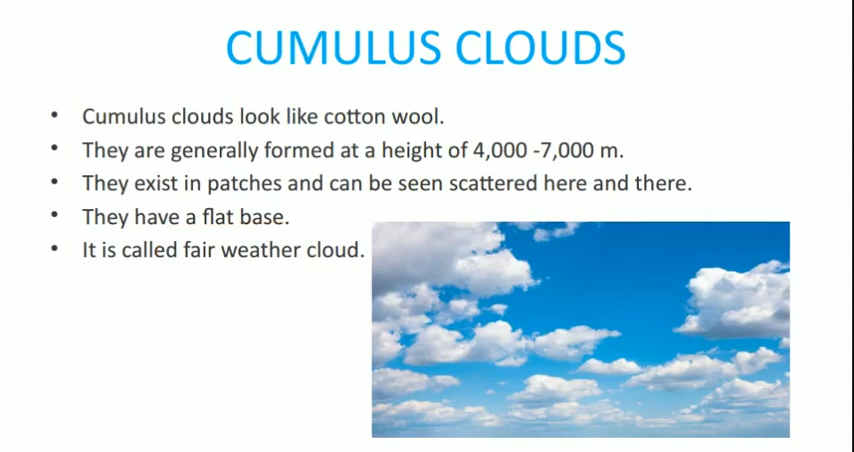 CUMULUS CLOUDS
• Cumulus clouds look like cotton wool.
• They are generally formed at a height of 4,000 -7,000 m.
• They exist in patches and can be seen scattered here and there.
• They have a flat base.
• It is called fair weather cloud.